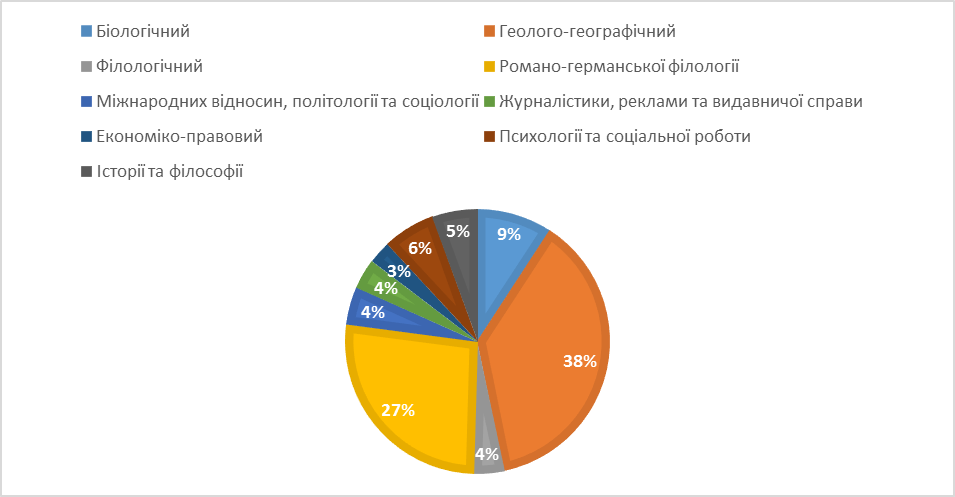 Біологічний
Геолого-географічний
Філологічний
Романо-германської філології
Міжнародних відносин, політології та соціології
Журналістики, реклами та видавничої справи
Економіко-правовий
Психології та соціальної роботи
Історії та філософії
5%
9%
6%
3%
4%
4%
38%
27%
4%